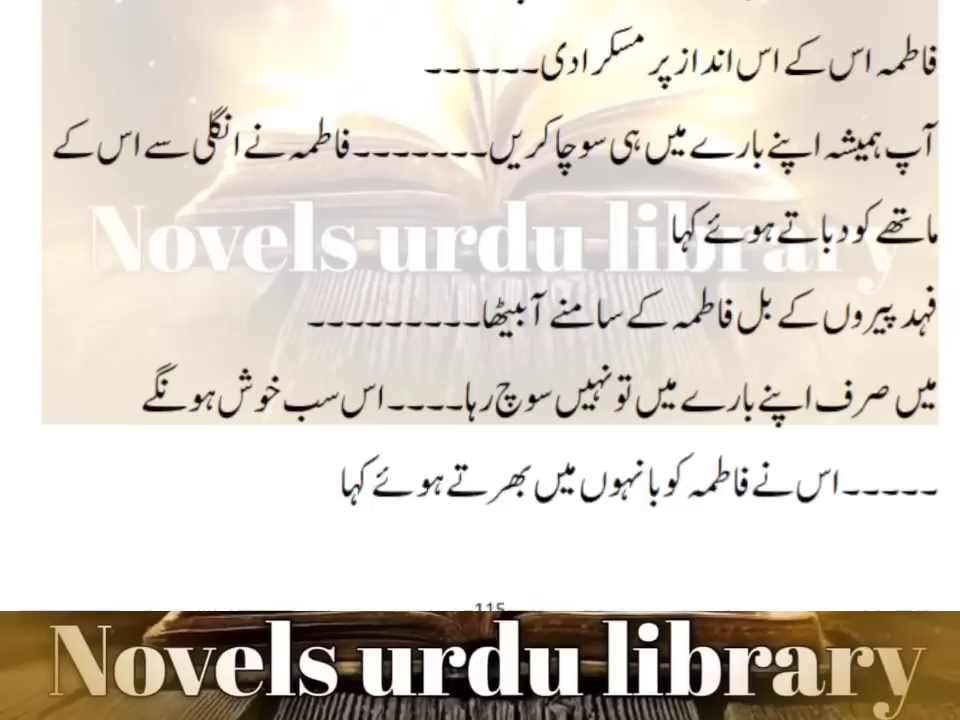 فاطمہ اس کے اس انداز پر مسکرا دی۔۔۔۔۔۔
آپ ہمیشہ اپنے بارے میں ہی سوچا کریں۔۔۔۔۔۔۔فاطمہ نے انگلی سے اس کے
ماتھے کو دباتے ہوئے کہا
Novels urdu library
فہد پیروں کے بل فاطمہ کے سامنے آ بیٹھا۔۔۔۔۔۔۔۔۔
میں صرف اپنے بارے میں تو نہیں سوچ رہا۔۔۔۔اس سب خوش ہونگے
۔۔۔۔۔اس نے فاطمہ کو بانہوں میں بھرتے ہوئے کہا
115
Novels urdu library